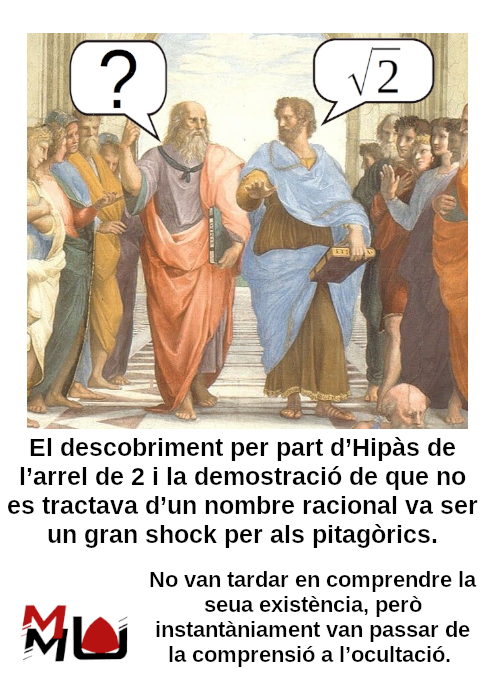 ?
√2
El descobriment per part d’Hipàs de
l’arrel de 2 i la demostració de que no
es tractava d’un nombre racional va ser
un gran shock per als pitagòrics.
No van tardar en comprendre la
seua existència, però
instantàniament van passar de
la comprensió a l’ocultació.
MMU